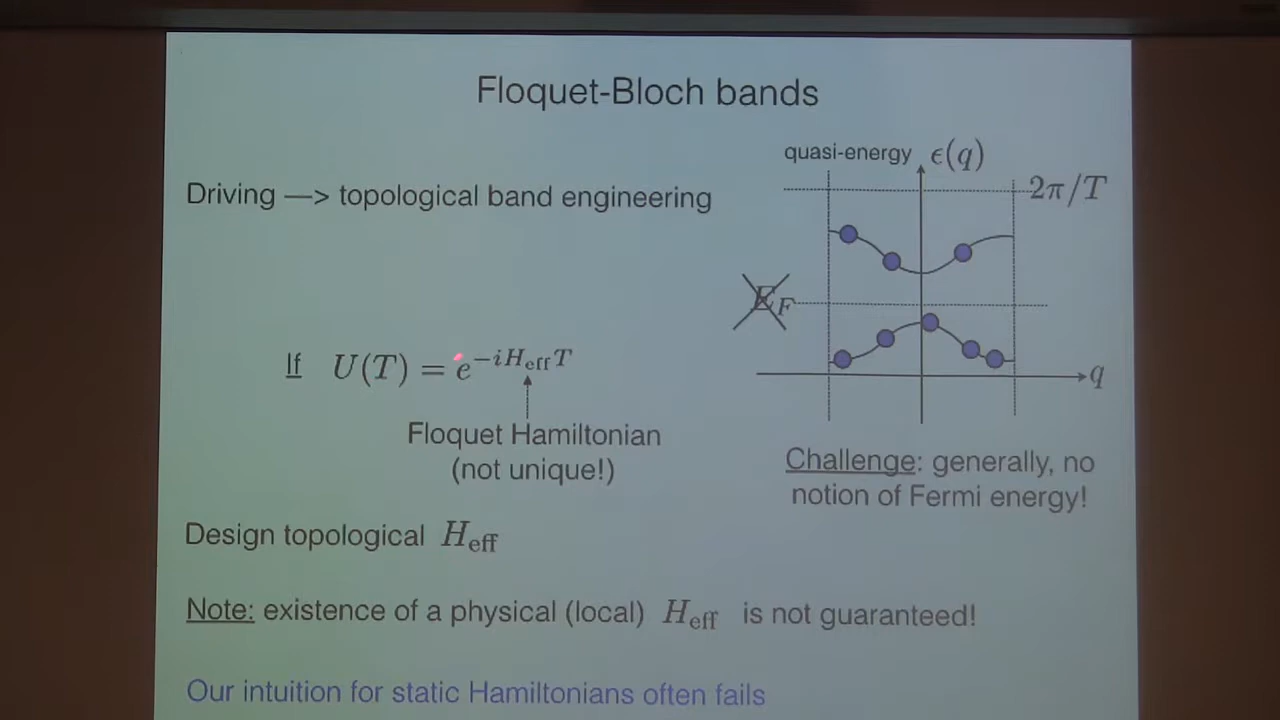 Floquet-Bloch bands
quasi-energy ϵ(q)
Driving —> topological band engineering
2π/T
E_F
If U(T) = e^{-iH_eff T}
q
Floquet Hamiltonian
(not unique!)
Challenge: generally, no
notion of Fermi energy!
Design topological H_eff
Note: existence of a physical (local) H_eff is not guaranteed!
Our intuition for static Hamiltonians often fails